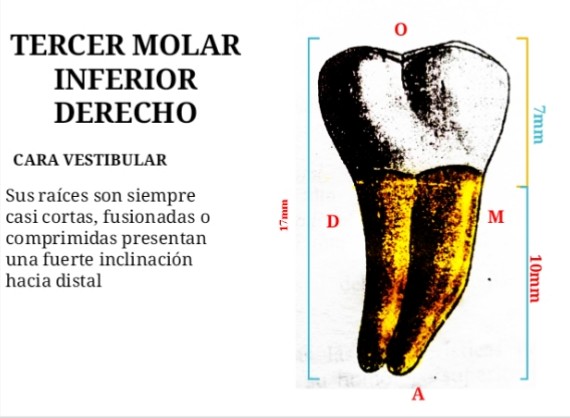 TERCER MOLAR
INFERIOR
DERECHO
CARA VESTIBULAR
Sus raíces son siempre
casi cortas, fusionadas o
comprimidas presentan
una fuerte inclinación
hacia distal
O
7mm
17mm
D
M
10mm
A